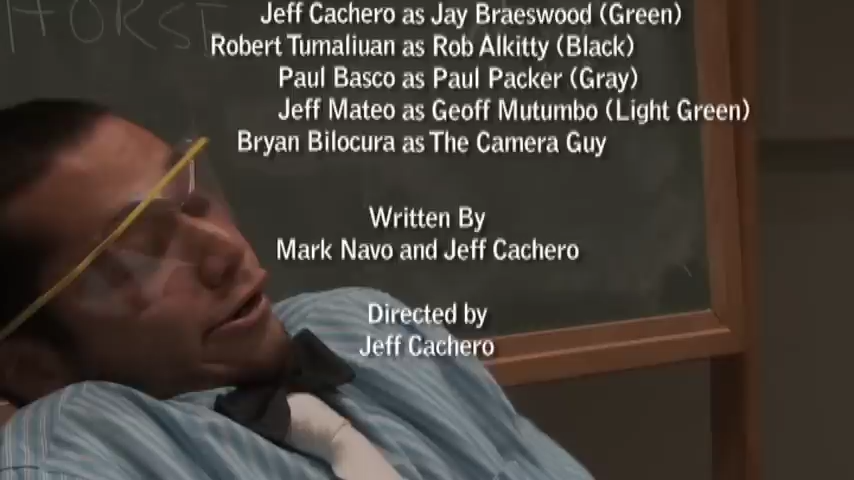 HORST
Jeff Cachero as Jay Braeswood (Green)
Robert Tumaliuan as Rob Alkitty (Black)
Paul Basco as Paul Packer (Gray)
Jeff Mateo as Geoff Mutumbo (Light Green)
Bryan Bilocura as The Camera Guy
Written By
Mark Navo and Jeff Cachero
Directed by
Jeff Cachero